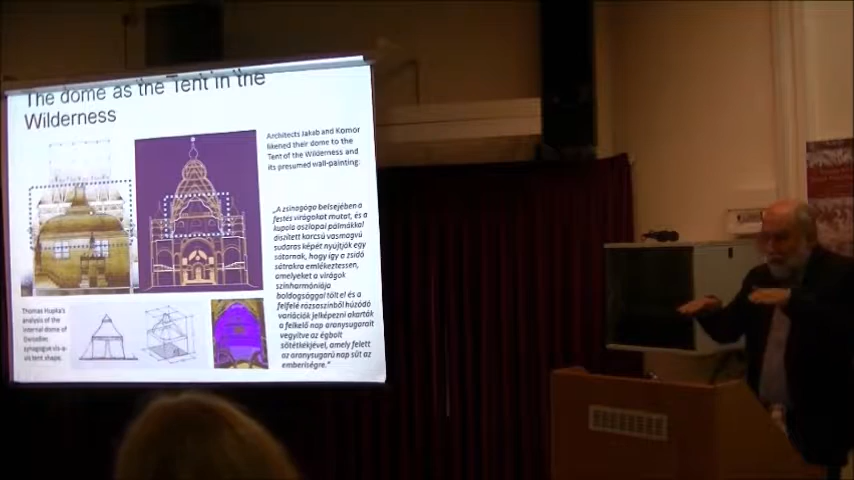 The dome as the Tent in the
Wilderness
Architects Jakab and Komor
likened their dome to the
Tent of the Wilderness and
its presumed wall-painting:
„A zsinagóga belsejében a
festés virágokat mutat, és a
kupola oszlopai pálmákkal
díszített karcsú vasmagvú
sudaras képét nyújtják egy
sátornak, hogy így a zsidó
sátrakra emlékeztessen,
amelyeket a virágok
színharmóniája
boldogsággal töltel és a
felfelé rózsaszínből húzódó
variációk jelképezni akarták
a felkelő nap aranysugarait
vegyítve az égbolt
sötétkékjével, amely felett
az aranysugarú nap süt az
emberiségre."
Thomas Hupka's
analysis of the
internal dome of
synagogue vis-a-
vis tent shape.